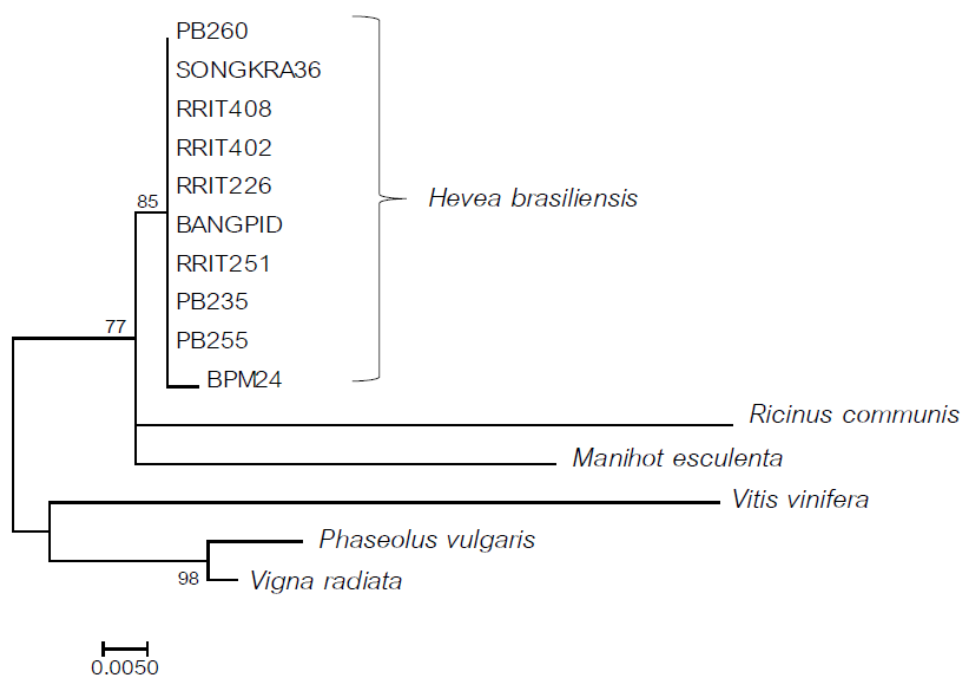 PB260
SONGKRA36
RRIT408
RRIT402
RRIT226
85
Hevea brasiliensis
BANGPID
RRIT251
PB235
77
PB255
BPM24
Ricinus communis
Manihot esculenta
Vitis vinifera
Phaseolus vulgaris
98
Vigna radiata
0.0050